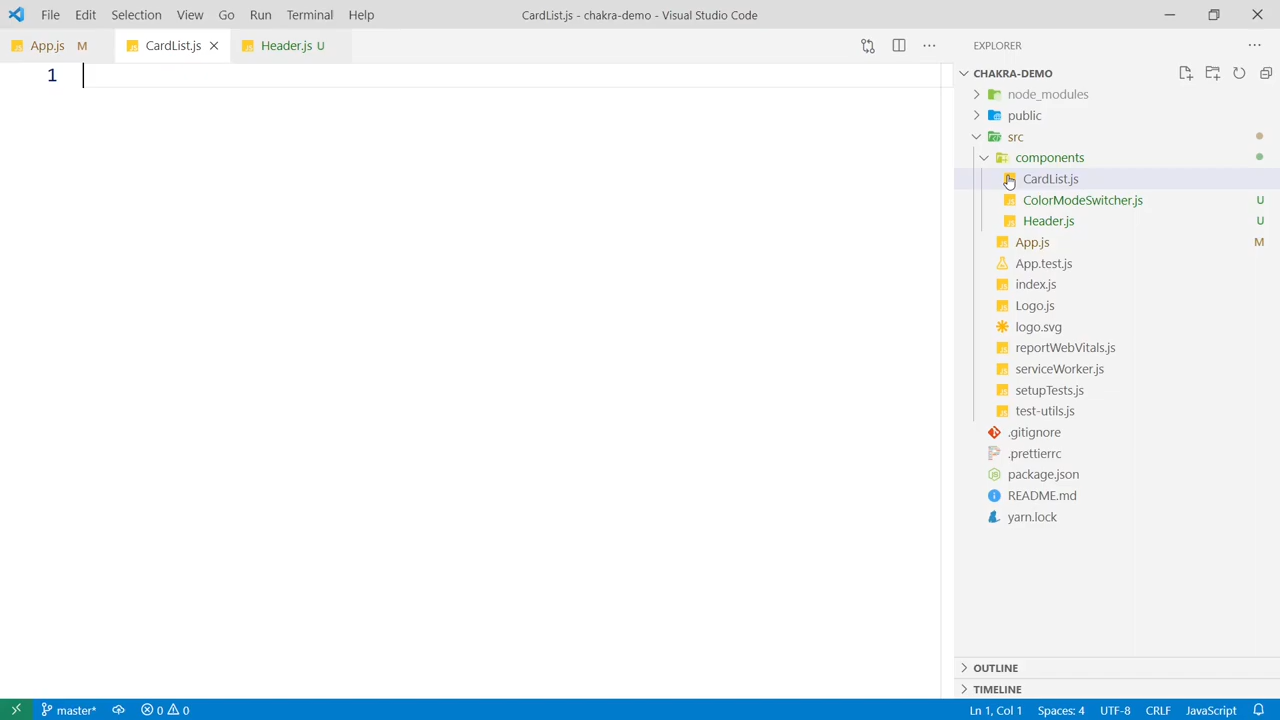 File Edit Selection View Go Run Terminal Help CardList.js - chakra-demo - Visual Studio Code
App.js M CardList.js Header.js U
1
EXPLORER
CHAKRA-DEMO
node_modules
public
src
components
CardList.js
ColorModeSwitcher.js U
Header.js U
App.js M
App.test.js
index.js
Logo.js
logo.svg
reportWebVitals.js
serviceWorker.js
setupTests.js
test-utils.js
.gitignore
.prettierrc
package.json
README.md
yarn.lock
OUTLINE
TIMELINE
master* 0 0 Ln 1, Col 1 Spaces: 4 UTF-8 CRLF JavaScript